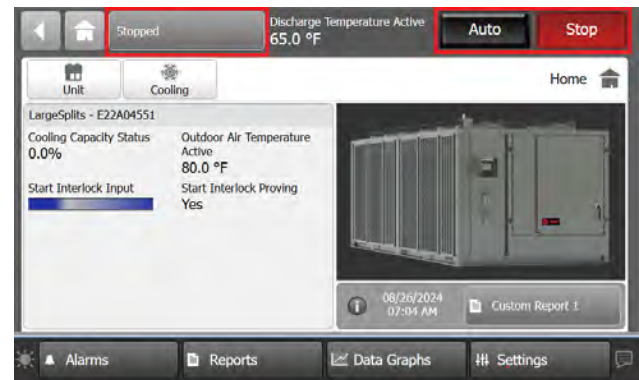 Stopped
Discharge Temperature Active
65.0 °F
Auto
Stop
Unit
Cooling
Home
LargeSplits - E22A04551
Cooling Capacity Status
0.0%
Outdoor Air Temperature
Active
80.0 °F
Start Interlock Input
Start Interlock Proving
Yes
08/26/2024
07:04 AM
Custom Report 1
Alarms
Reports
Data Graphs
Settings